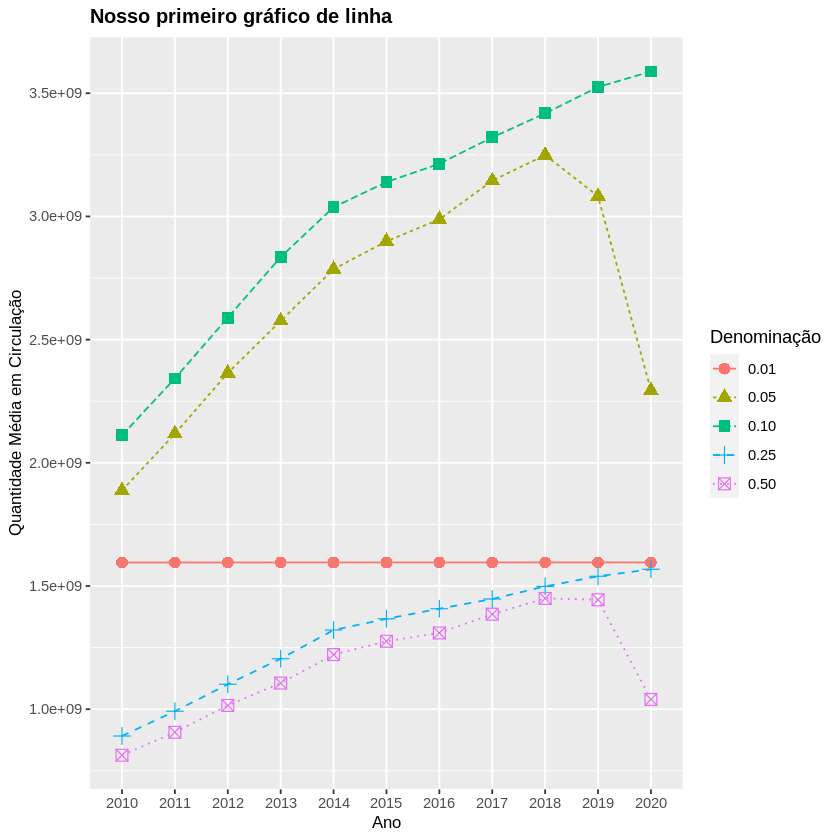 Nosso primeiro gráfico de linha
Quantidade Média em Circulação
3.5e+09
3.0e+09
2.5e+09
2.0e+09
1.5e+09
1.0e+09
2010 2011 2012 2013 2014 2015 2016 2017 2018 2019 2020
Ano
Denominação
0.01
0.05
0.10
0.25
0.50